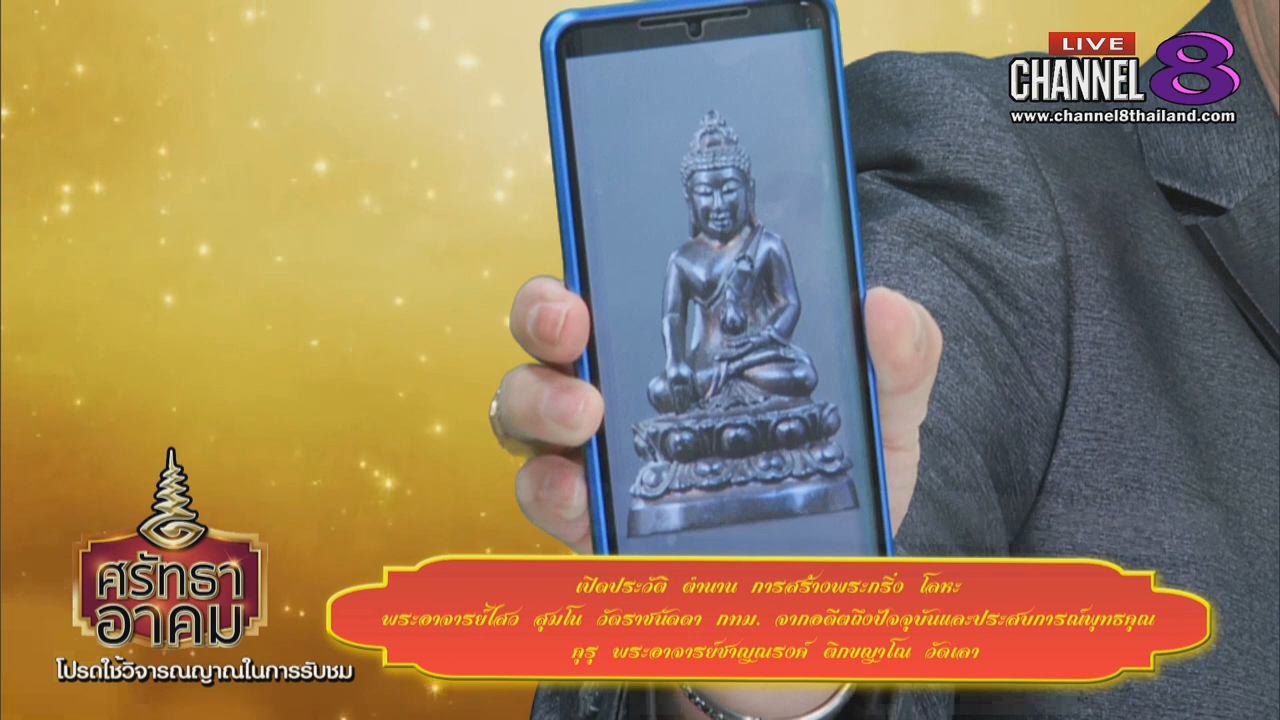 LIVE
CHANNEL 8
www.channel8thailand.com
ศรัทธา
อาคม
โปรดใช้วิจารณญาณในการรับชม
เปิดประวัติ ตำนาน การสร้างพระกริ่ง โลหะ
พระอาจารย์ไสว สุมโน วัดราชนัดดา กทม. จากอดีตถึงปัจจุบันและประสบการณ์พุทธคุณ
คุรุ พระอาจารย์ชาญณรงค์ ติกขญาโณ วัดเลา